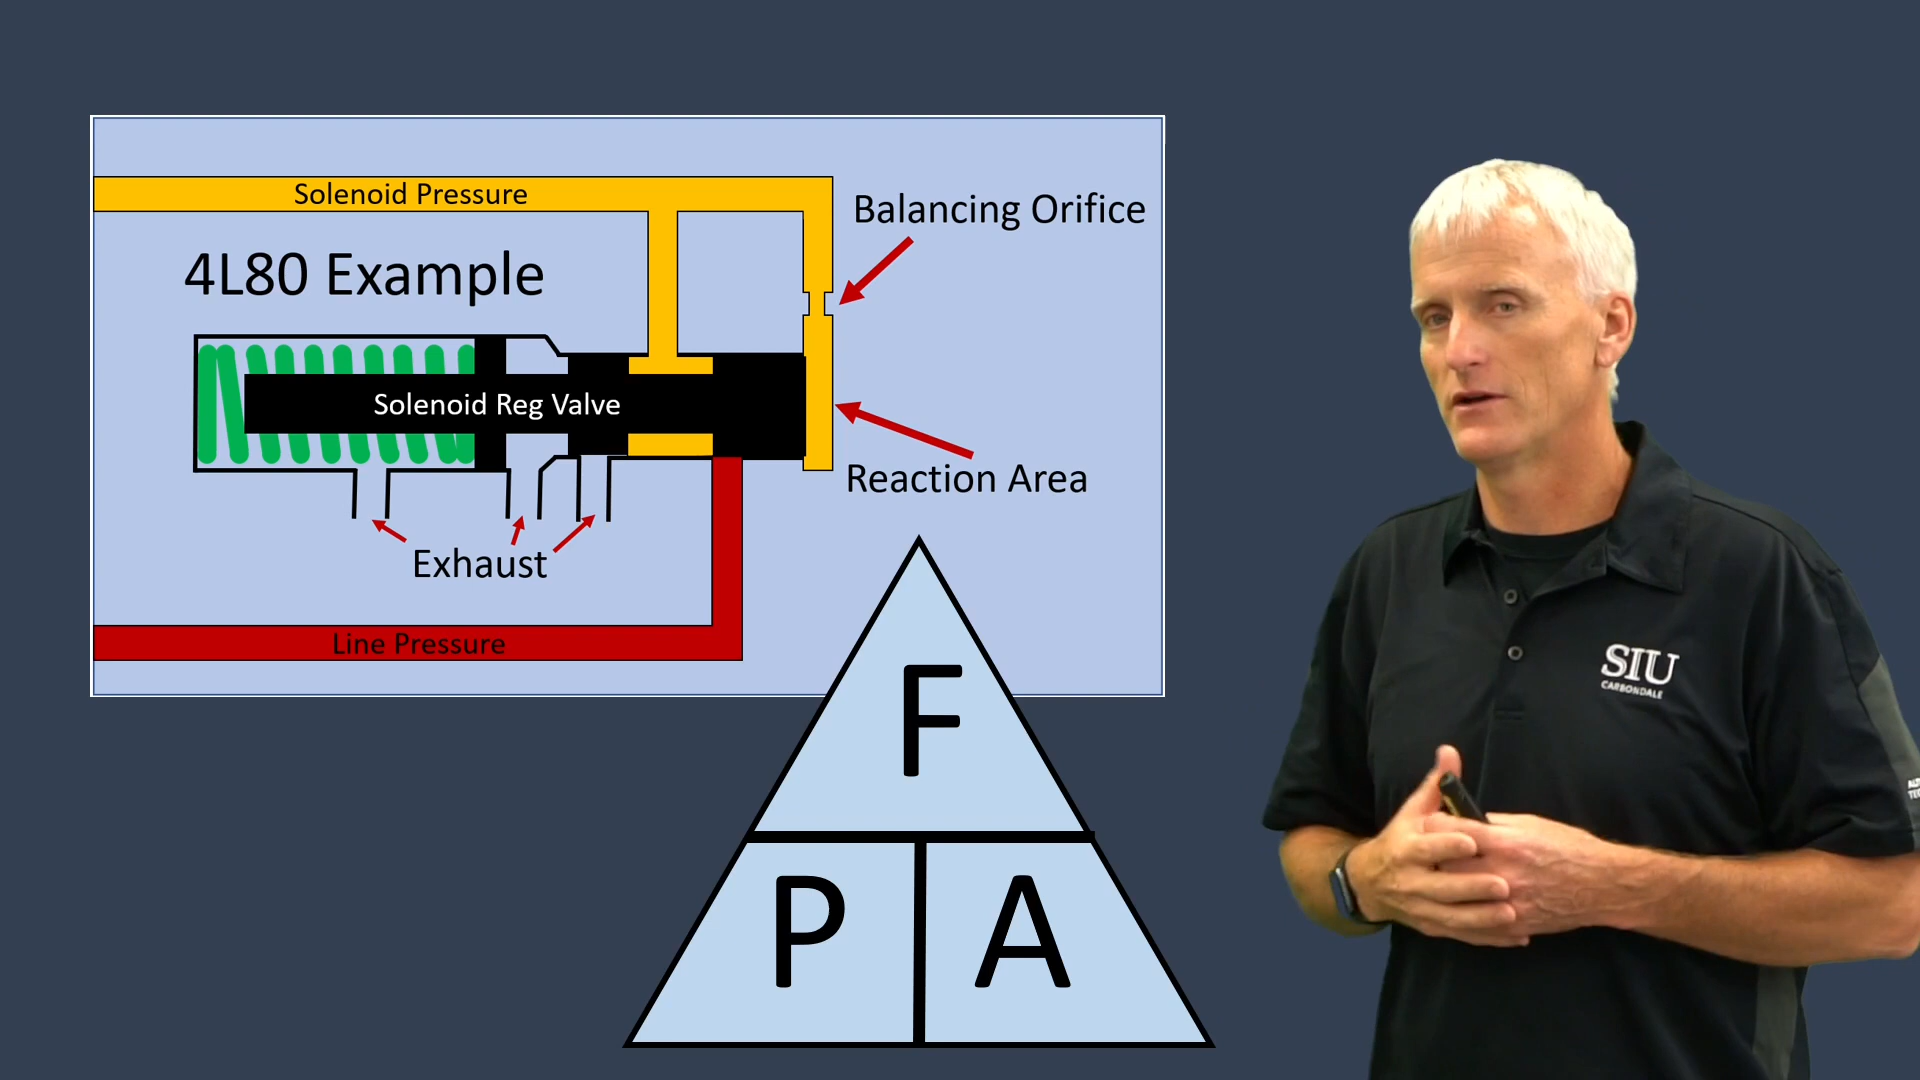 Solenoid Pressure
Balancing Orifice
4L80 Example
Solenoid Reg Valve
Reaction Area
Exhaust
Line Pressure
F
P
A
SIU
CARBONDALE